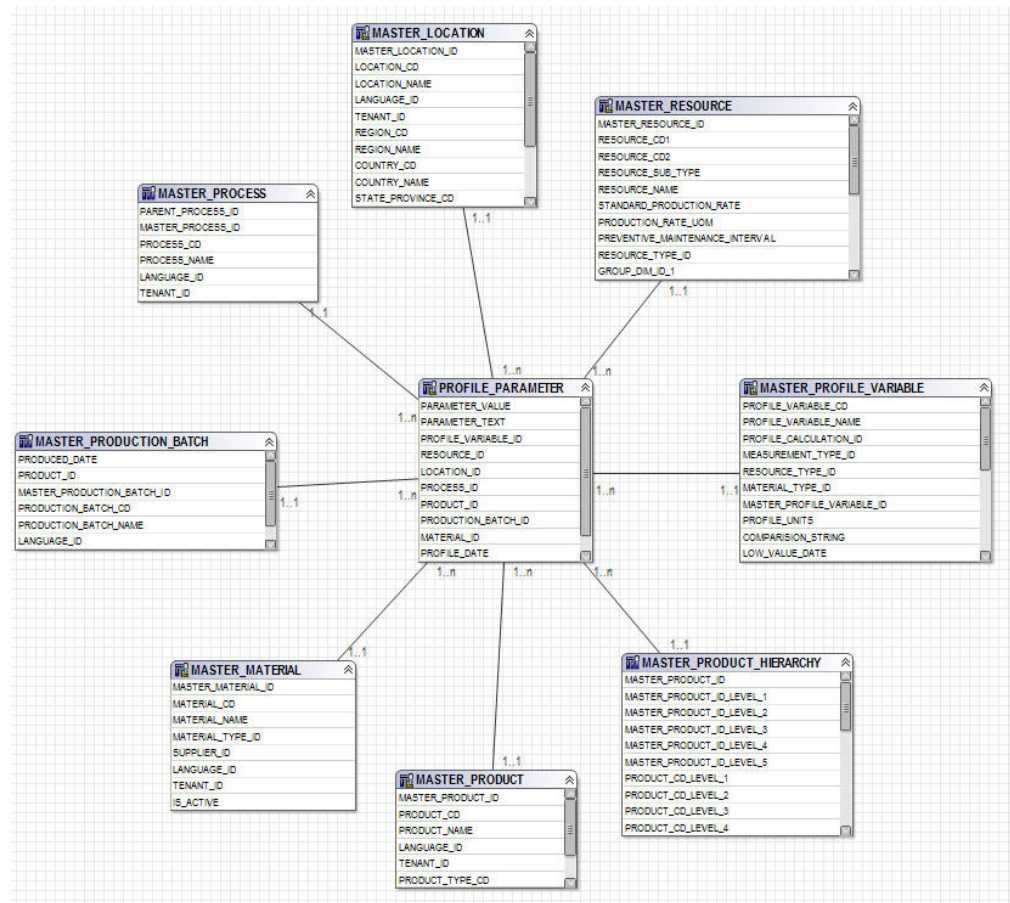 MASTER_LOCATION
MASTER_LOCATION_ID
LOCATION_CD
LOCATION_NAME
LANGUAGE_ID
TENANT_ID
REGION_CD
REGION_NAME
COUNTRY_CD
COUNTRY_NAME
STATE_PROVINCE_CD
1..1
MASTER_RESOURCE
MASTER_RESOURCE_ID
RESOURCE_CD1
RESOURCE_CD2
RESOURCE_SUB_TYPE
RESOURCE_NAME
STANDARD_PRODUCTION_RATE
PRODUCTION_RATE_UOM
PREVENTIVE_MAINTENANCE_INTERVAL
RESOURCE_TYPE_ID
GROUP_DIM_ID_1
1..1
MASTER_PROCESS
PARENT_PROCESS_ID
MASTER_PROCESS_ID
PROCESS_CD
PROCESS_NAME
LANGUAGE_ID
TENANT_ID
1..1
1..n
1..n
PROFILE_PARAMETER
PARAMETER_VALUE
PARAMETER_TEXT
PROFILE_VARIABLE_ID
RESOURCE_ID
LOCATION_ID
PROCESS_ID
PRODUCT_ID
PRODUCTION_BATCH_ID
MATERIAL_ID
PROFILE_DATE
1..n
1..n
1..n
1..n
1..n
1..n
MASTER_PROFILE_VARIABLE
PROFILE_VARIABLE_CD
PROFILE_VARIABLE_NAME
PROFILE_CALCULATION_ID
MEASUREMENT_TYPE_ID
RESOURCE_TYPE_ID
MATERIAL_TYPE_ID
MASTER_PROFILE_VARIABLE_ID
PROFILE_UNITS
COMPARISION_STRING
LOW_VALUE_DATE
1..1
MASTER_PRODUCTION_BATCH
PRODUCED_DATE
PRODUCT_ID
MASTER_PRODUCTION_BATCH_ID
PRODUCTION_BATCH_CD
PRODUCTION_BATCH_NAME
LANGUAGE_ID
1..1
MASTER_MATERIAL
MASTER_MATERIAL_ID
MATERIAL_CD
MATERIAL_NAME
MATERIAL_TYPE_ID
SUPPLIER_ID
LANGUAGE_ID
TENANT_ID
IS_ACTIVE
1..1
MASTER_PRODUCT_HIERARCHY
MASTER_PRODUCT_ID
MASTER_PRODUCT_ID_LEVEL_1
MASTER_PRODUCT_ID_LEVEL_2
MASTER_PRODUCT_ID_LEVEL_3
MASTER_PRODUCT_ID_LEVEL_4
MASTER_PRODUCT_ID_LEVEL_5
PRODUCT_CD_LEVEL_1
PRODUCT_CD_LEVEL_2
PRODUCT_CD_LEVEL_3
PRODUCT_CD_LEVEL_4
1..1
MASTER_PRODUCT
MASTER_PRODUCT_ID
PRODUCT_CD
PRODUCT_NAME
LANGUAGE_ID
TENANT_ID
PRODUCT_TYPE_CD
1..1